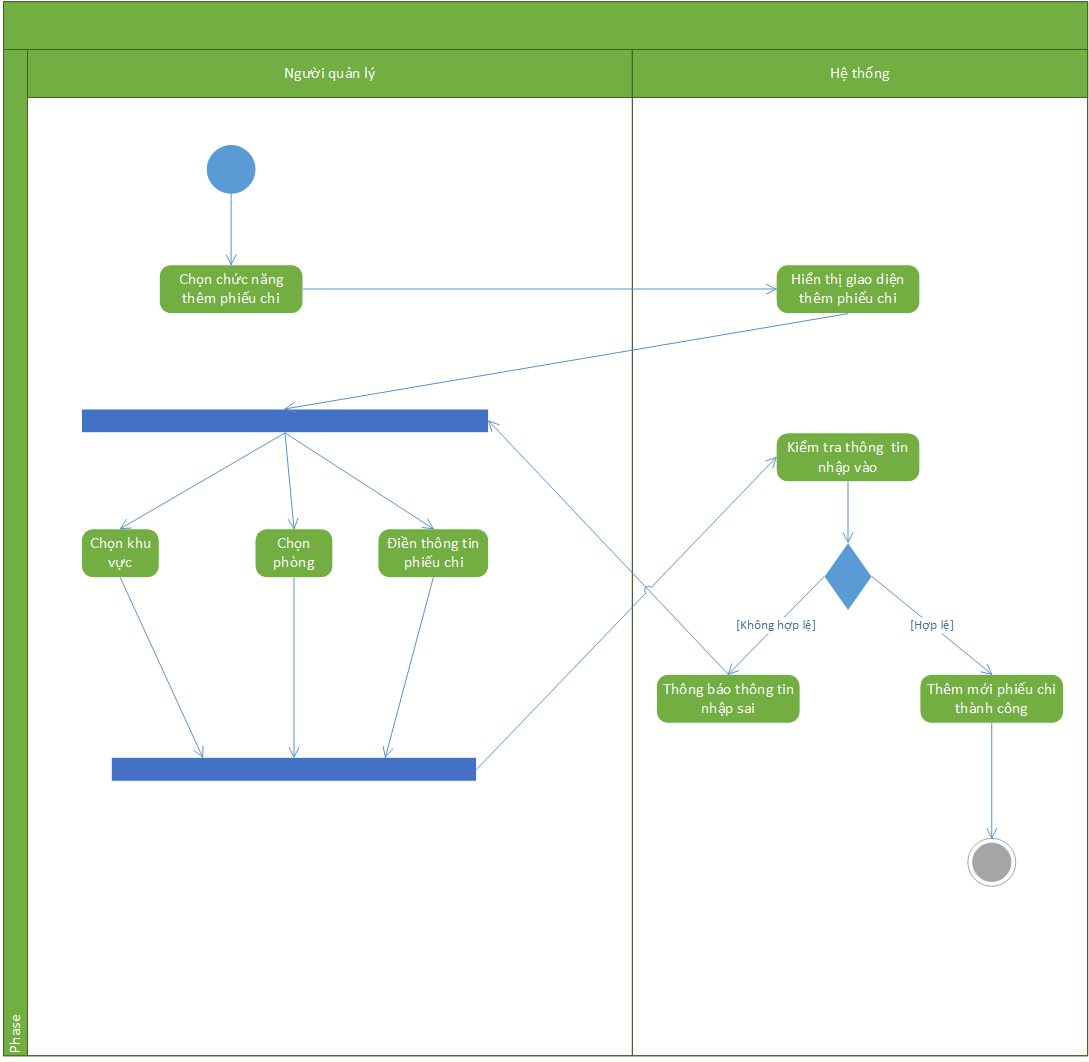 Người quản lý
Hệ thống
Chọn chức năng
thêm phiếu chi
Hiển thị giao diện
thêm phiếu chi
Kiểm tra thông tin
nhập vào
Chọn khu
vực
Chọn
phòng
Điền thông tin
phiếu chi
[Không hợp lệ]
[Hợp lệ]
Thông báo thông tin
nhập sai
Thêm mới phiếu chi
thành công
Phase